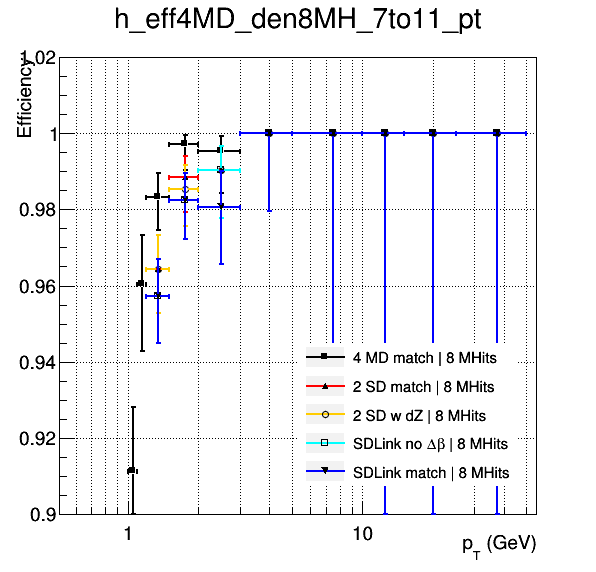 h_eff4MD_den8MH_7to11_pt
Efficiency
1.02
1
0.98
0.96
0.94
0.92
0.9
4 MD match | 8 MHits
2 SD match | 8 MHits
2 SD w dZ | 8 MHits
SDLink no Δβ | 8 MHits
SDLink match | 8 MHits
1
10
p_T (GeV)